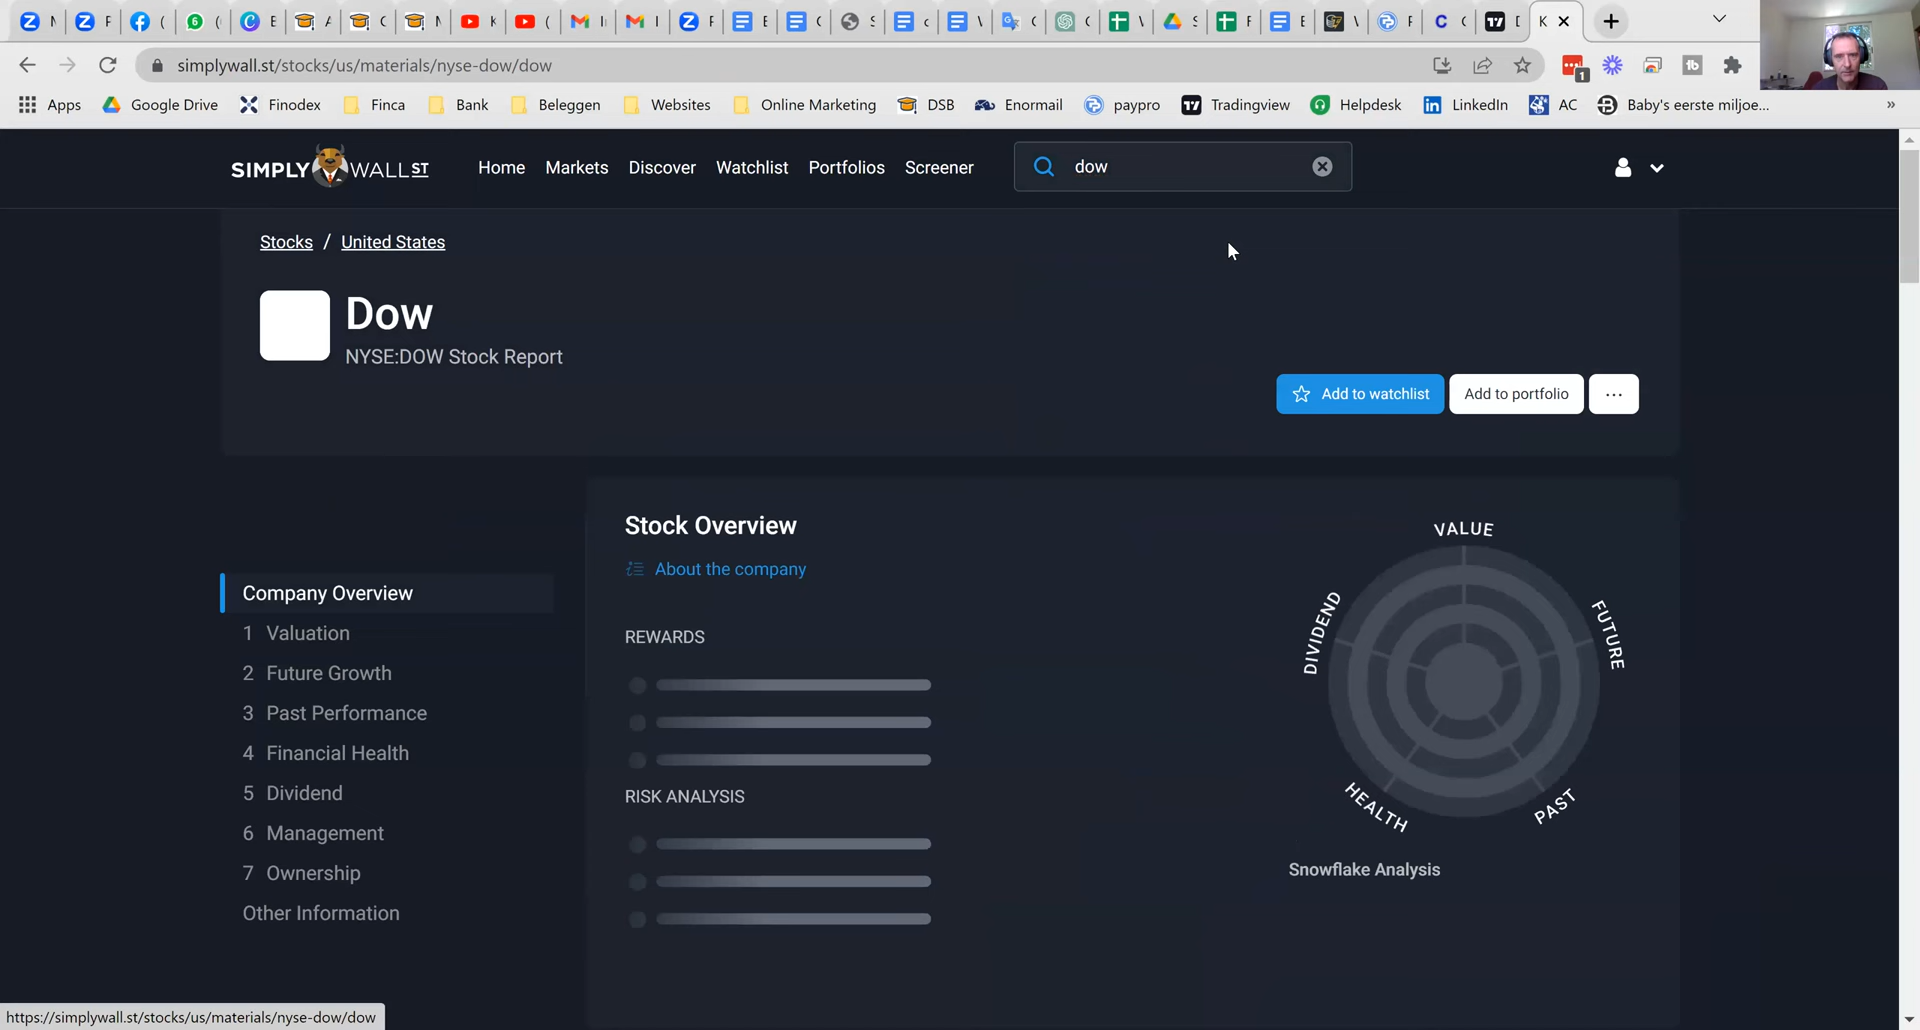 simplywall.st/stocks/us/materials/nyse-dow/dow
1
Apps
Google Drive
Finodex
Finca
Bank
Beleggen
Websites
Online Marketing
DSB
Enormail
paypro
Tradingview
Helpdesk
LinkedIn
AC
Baby's eerste miljoe...
»
SIMPLY WALL ST
Home
Markets
Discover
Watchlist
Portfolios
Screener
dow
Stocks / United States
Dow
NYSE:DOW Stock Report
Add to watchlist
Add to portfolio
...
Company Overview
1 Valuation
2 Future Growth
3 Past Performance
4 Financial Health
5 Dividend
6 Management
7 Ownership
Other Information
Stock Overview
About the company
REWARDS
RISK ANALYSIS
VALUE
FUTURE
PAST
HEALTH
DIVIDEND
Snowflake Analysis
https://simplywall.st/stocks/us/materials/nyse-dow/dow